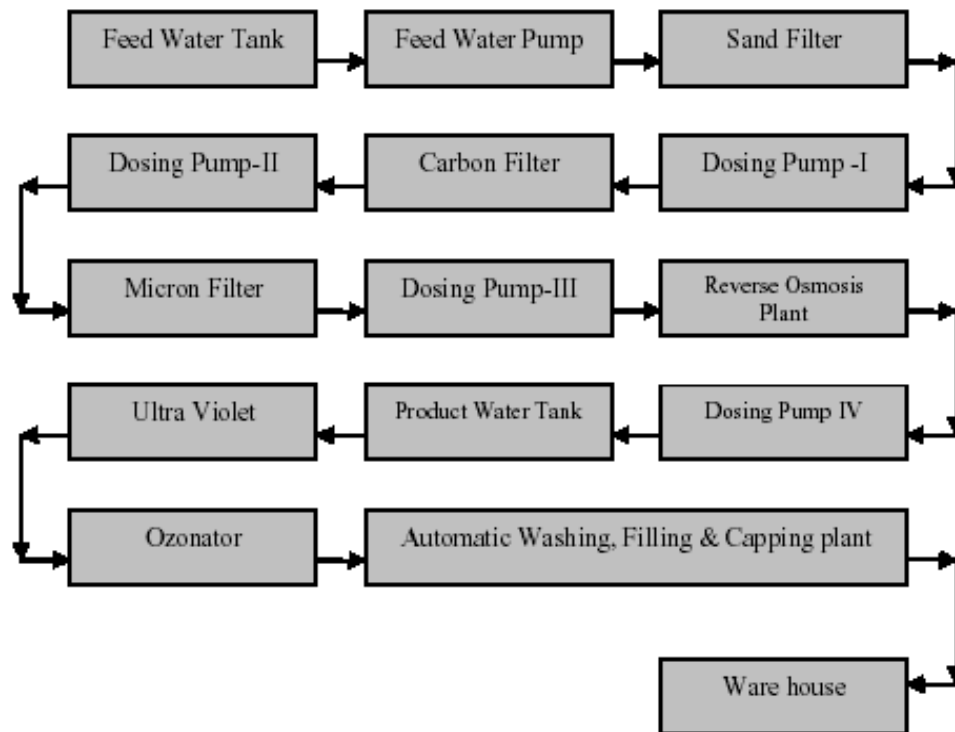 Feed Water Tank
Feed Water Pump
Sand Filter
Dosing Pump -I
Carbon Filter
Dosing Pump-II
Micron Filter
Dosing Pump-III
Reverse Osmosis
Plant
Dosing Pump IV
Product Water Tank
Ultra Violet
Ozonator
Automatic Washing, Filling & Capping plant
Ware house